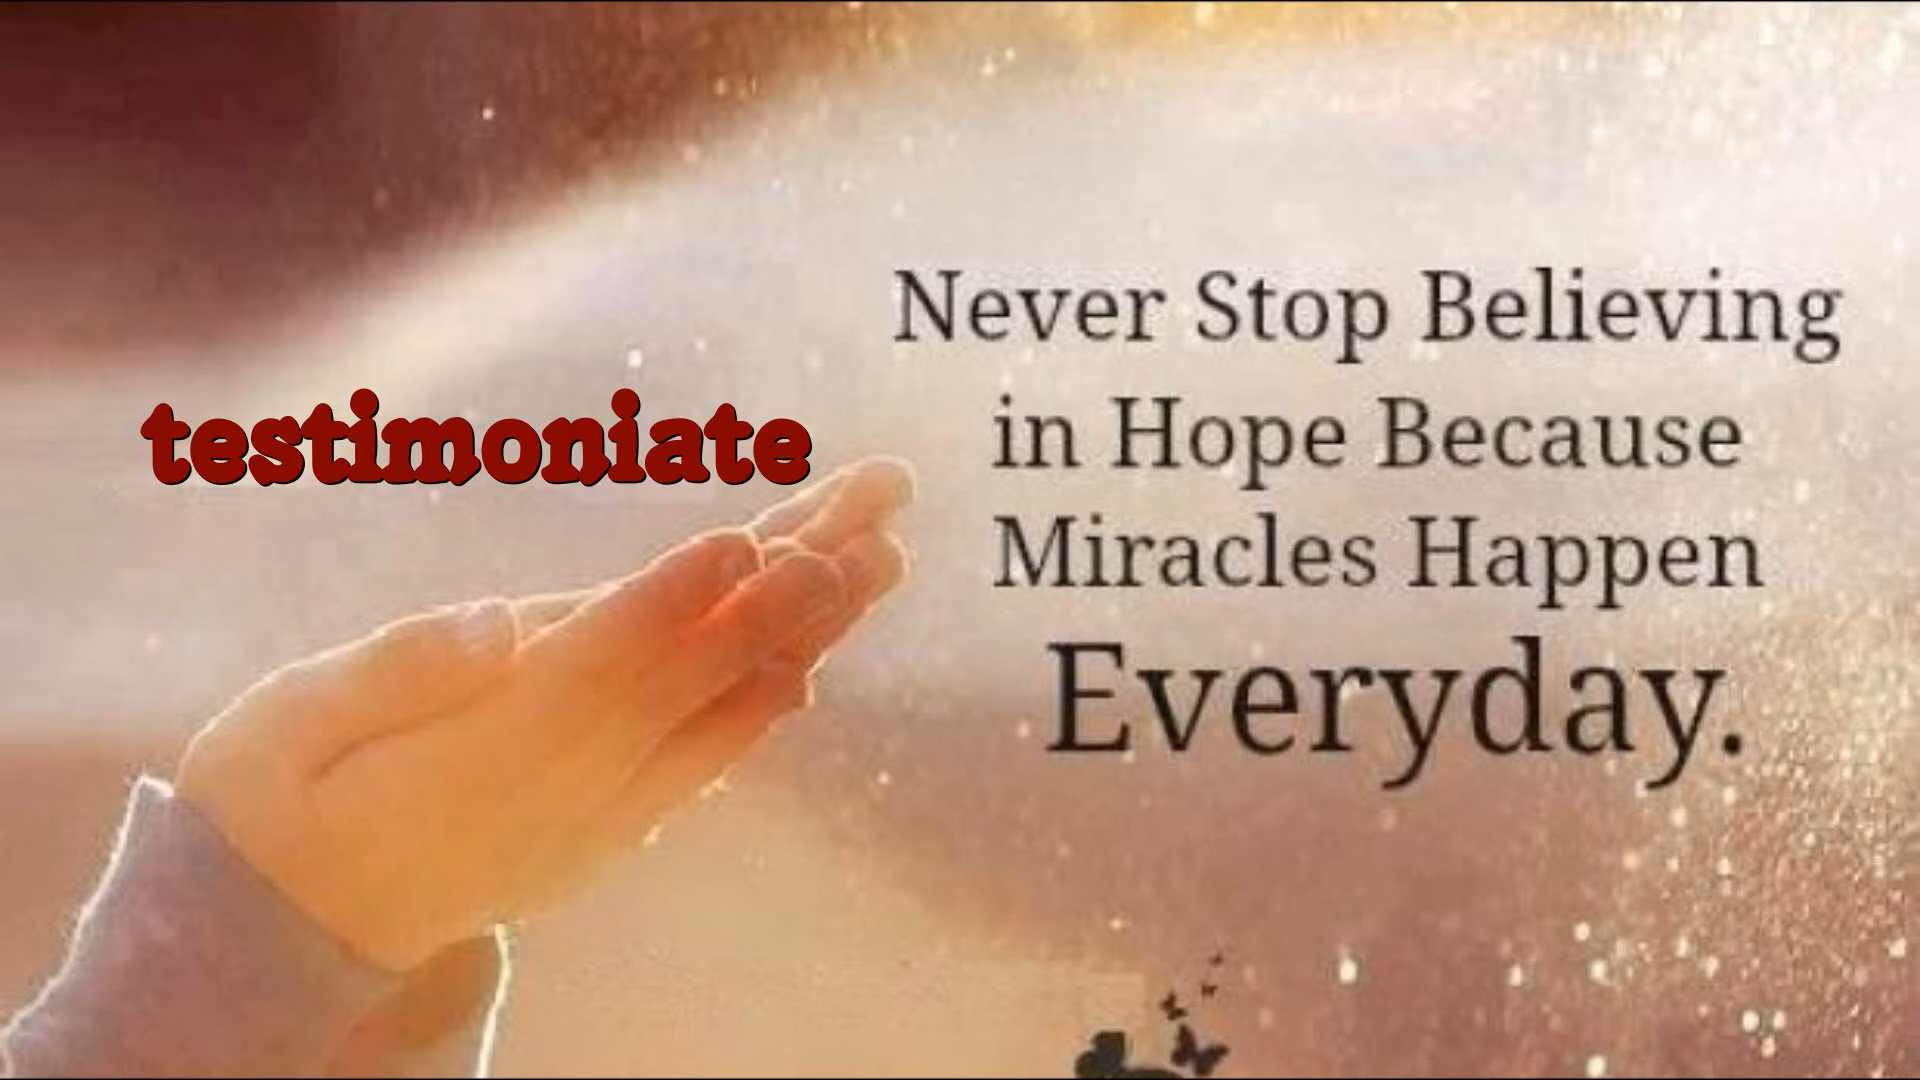 testimoniate
Never Stop Believing
in Hope Because
Miracles Happen
Everyday.